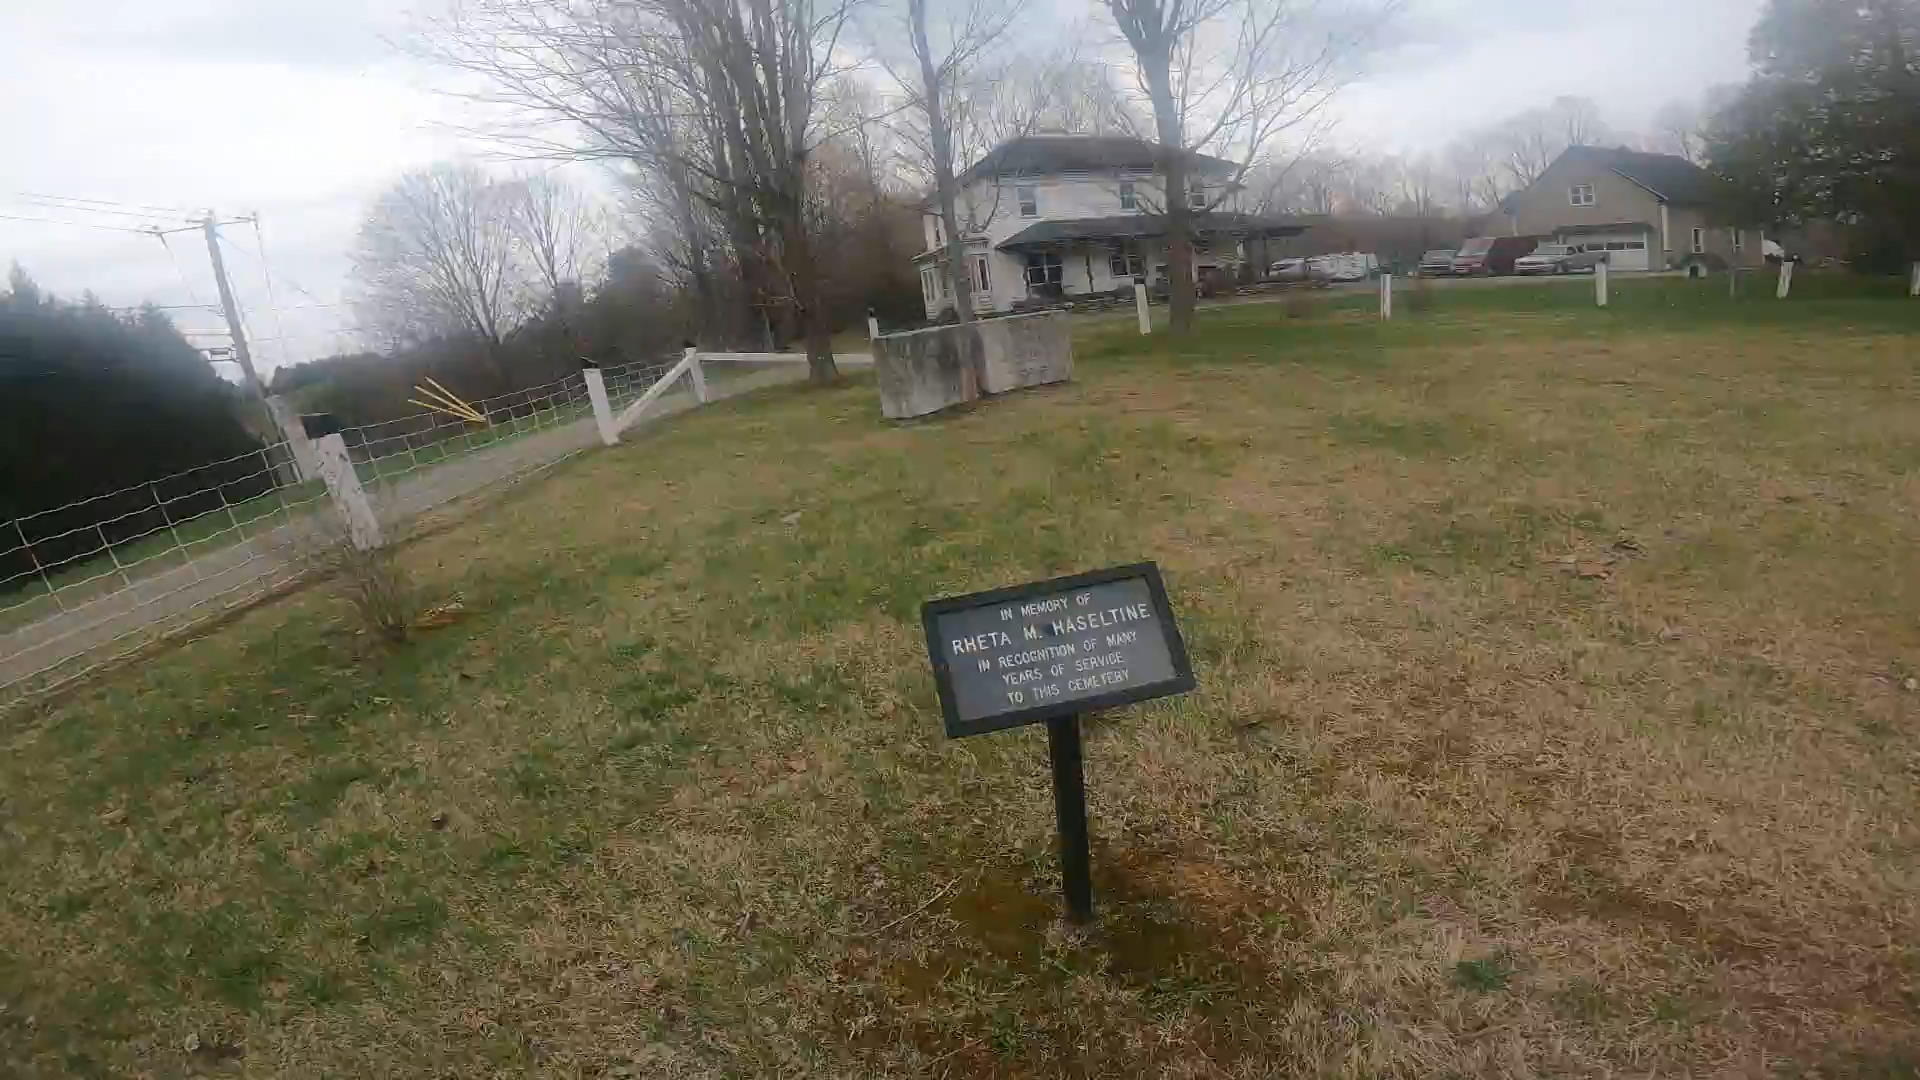 IN MEMORY OF
RHETA M. HASELTINE
IN RECOGNITION OF MANY
YEARS OF SERVICE
TO THIS CEMETERY